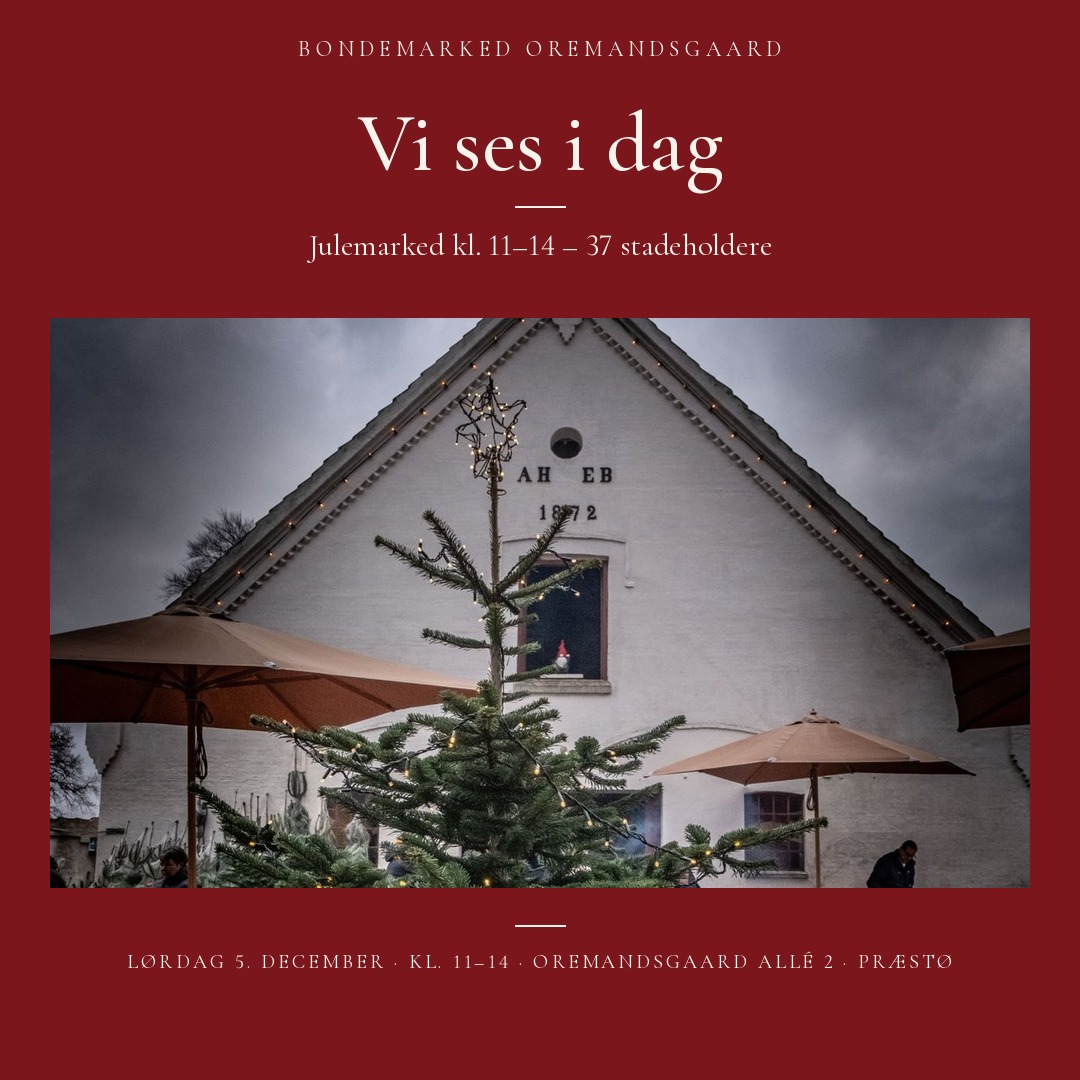 BONDEMARKED OREMANDSGAARD
Vi ses i dag
Julemarked kl. 11–14 – 37 stadeholdere
AH EB
1872
LØRDAG 5. DECEMBER · KL. 11–14 · OREMANDSGAARD ALLÉ 2 · PRÆSTØ